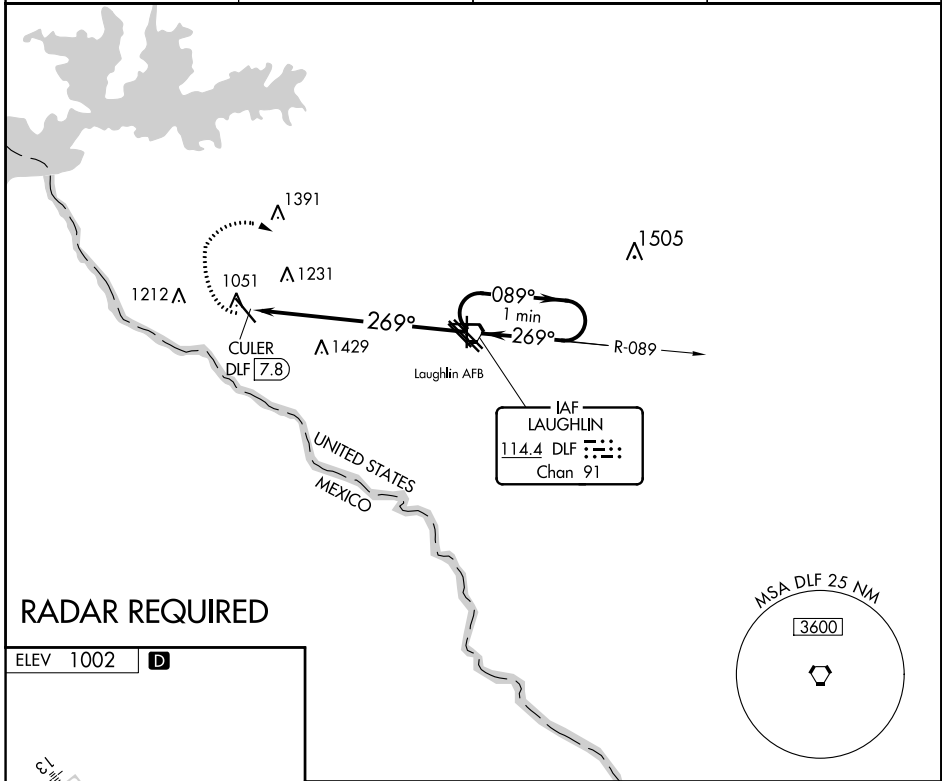 1391
1505
1231
1051
1212
089°
1 min
269°
269°
R-089
CULER
DLF 7.8
1429
Laughlin AFB
IAF
LAUGHLIN
114.4 DLF
Chan 91
UNITED STATES
MEXICO
RADAR REQUIRED
MSA DLF 25 NM
3600
ELEV 1002 D
13